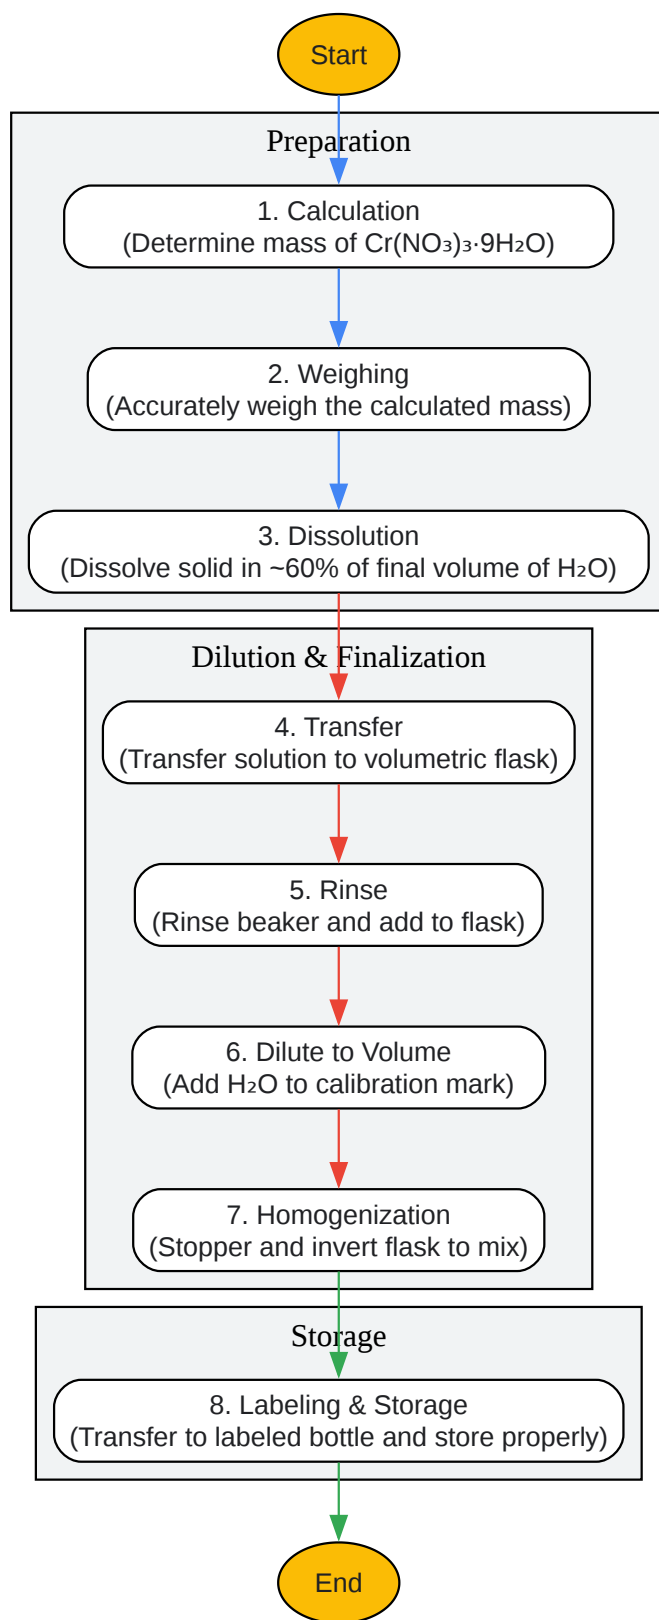 Start
Preparation
1. Calculation
(Determine mass of Cr(NO₃)₃·9H₂O)
2. Weighing
(Accurately weigh the calculated mass)
3. Dissolution
(Dissolve solid in ~60% of final volume of H₂O)
Dilution & Finalization
4. Transfer
(Transfer solution to volumetric flask)
5. Rinse
(Rinse beaker and add to flask)
6. Dilute to Volume
(Add H₂O to calibration mark)
7. Homogenization
(Stopper and invert flask to mix)
Storage
8. Labeling & Storage
(Transfer to labeled bottle and store properly)
End